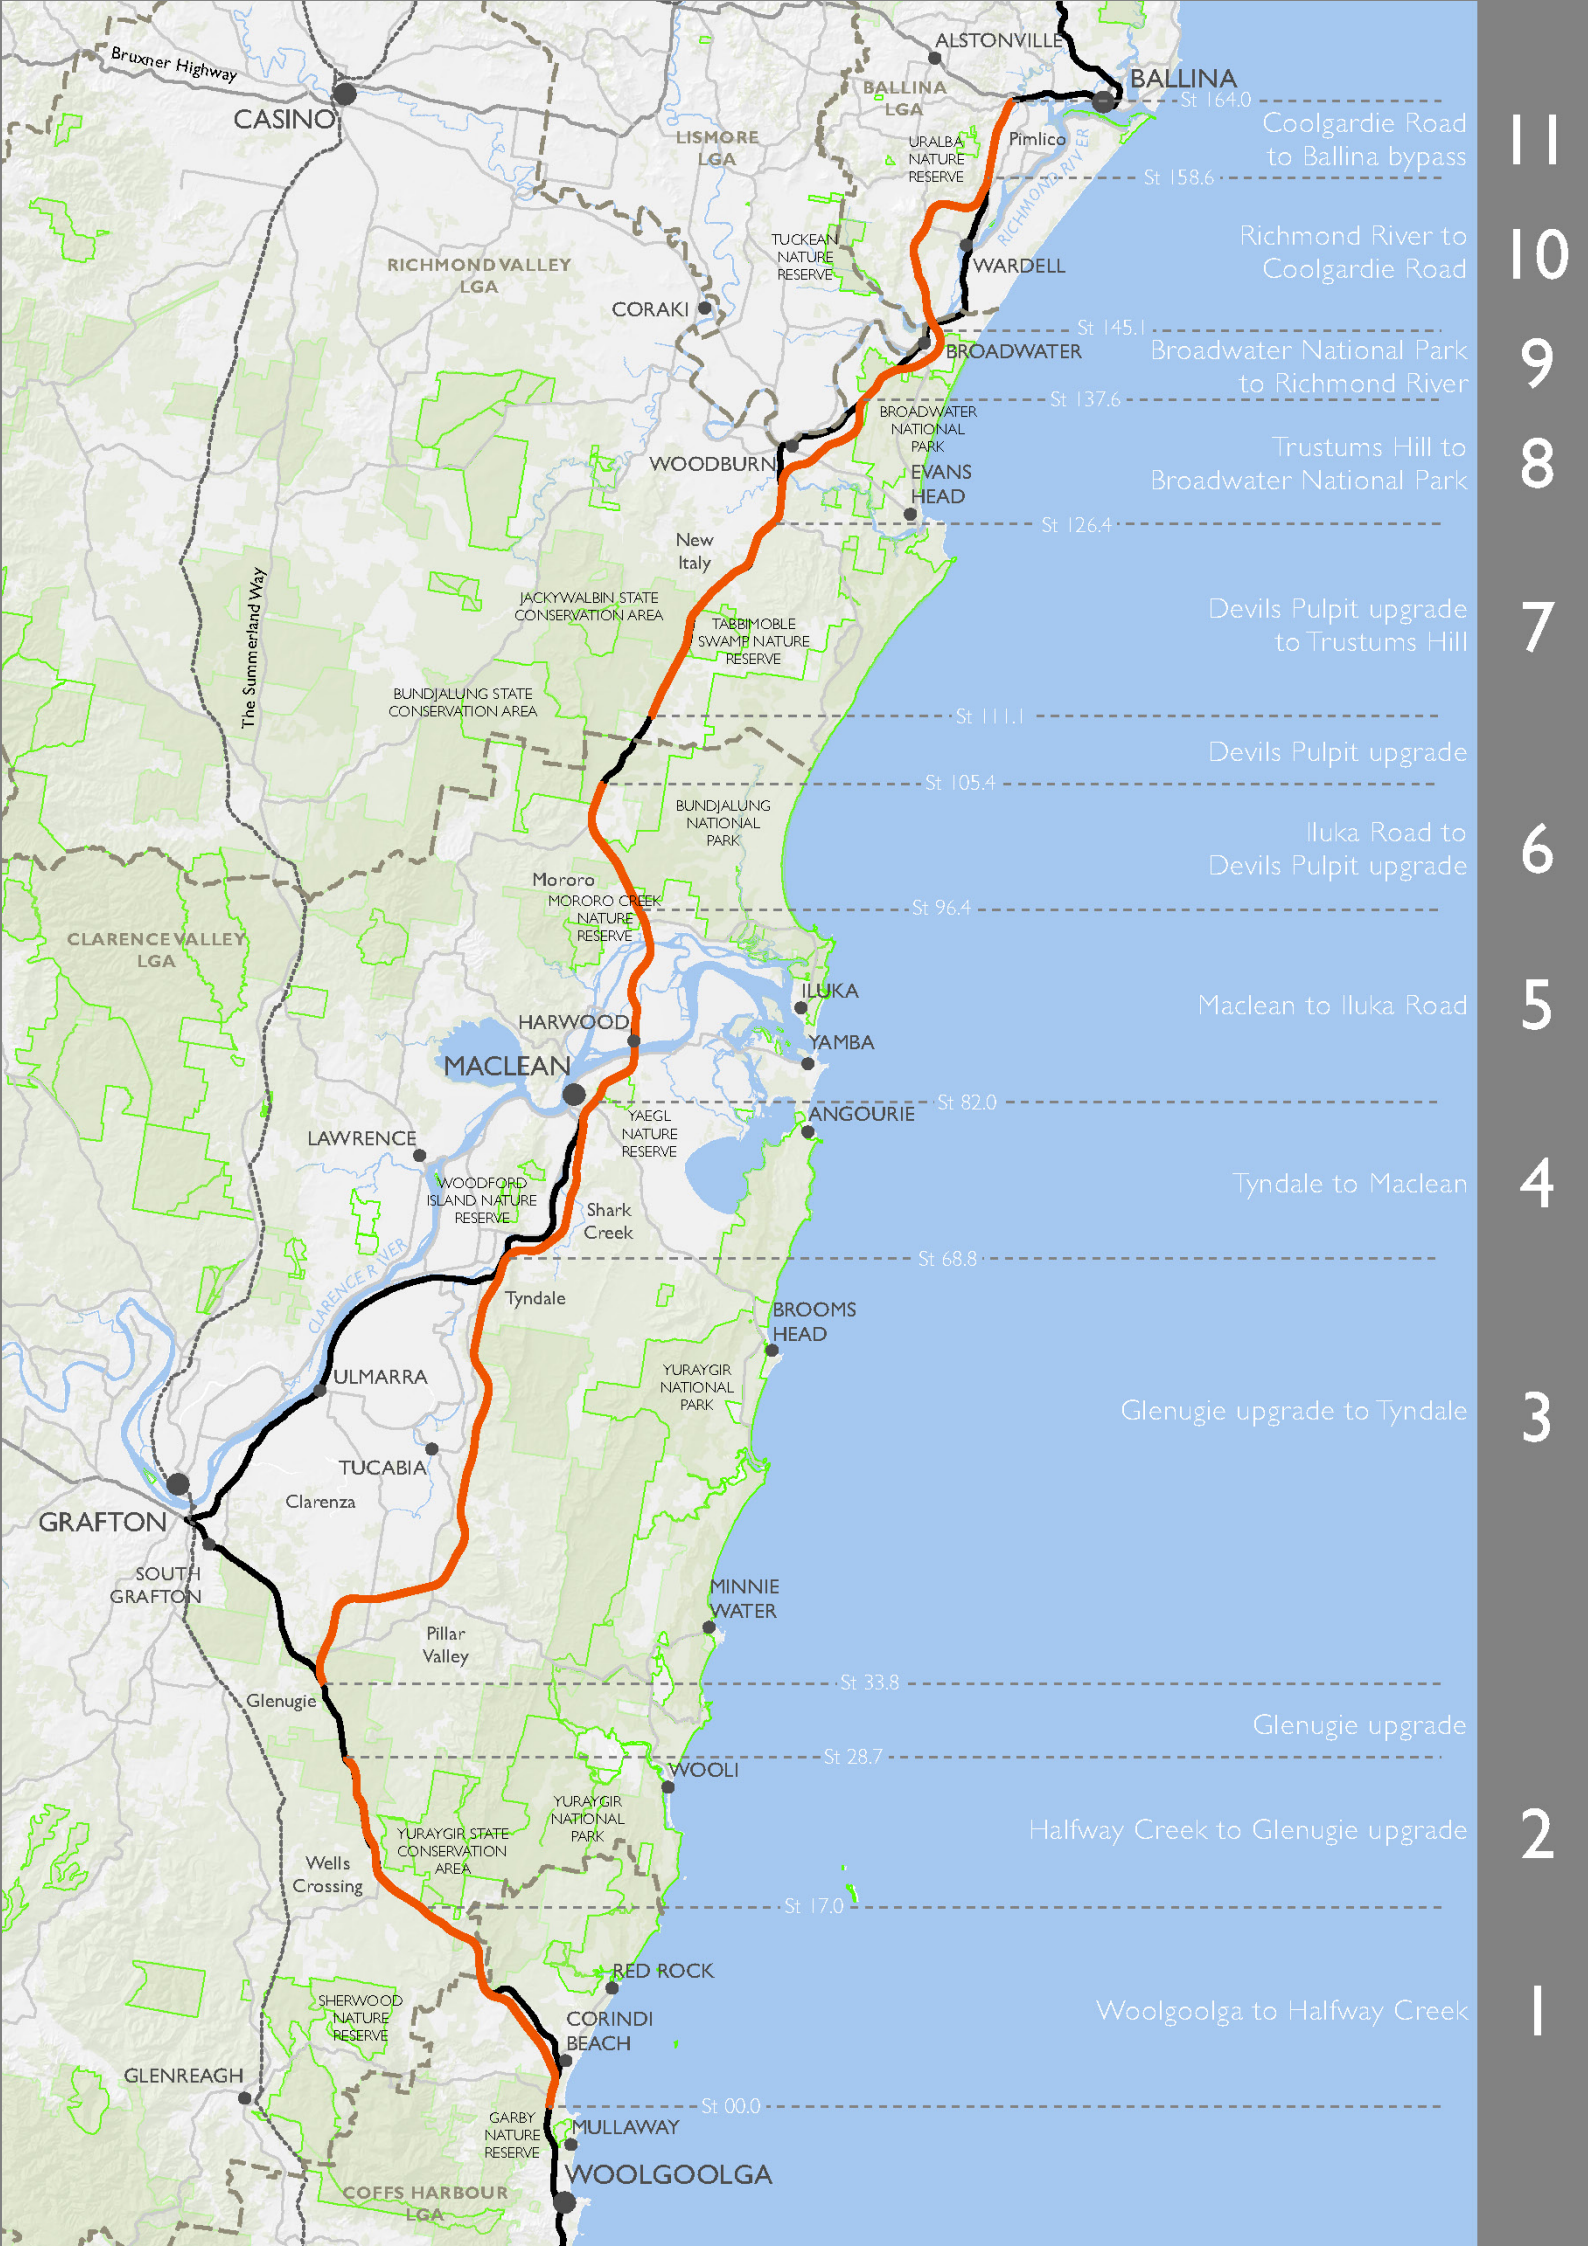 ALSTONVILLE
Bruxner Highway
BALLINA
CASINO
BALLINA
LGA
St 164.0
Coolgardie Road
to Ballina bypass
11
LISMORE
LGA
URALBA
NATURE
RESERVE
Pimlico
RICHMOND RIVER
St 158.6
Richmond River to
Coolgardie Road
10
TUCKEAN
NATURE
RESERVE
RICHMOND VALLEY
LGA
WARDELL
CORAKI
St 145.1
BROADWATER
Broadwater National Park
to Richmond River
9
St 137.6
BROADWATER
NATIONAL
PARK
WOODBURN
EVANS
HEAD
Trustums Hill to
Broadwater National Park
8
St 126.4
New
Italy
The Summerland Way
JACKYWALBIN STATE
CONSERVATION AREA
TABBIMOBLE
SWAMP NATURE
RESERVE
Devils Pulpit upgrade
to Trustums Hill
7
BUNDJALUNG STATE
CONSERVATION AREA
St 111.1
Devils Pulpit upgrade
St 105.4
BUNDJALUNG
NATIONAL
PARK
Iluka Road to
Devils Pulpit upgrade
6
Mororo
MORORO CREEK
NATURE
RESERVE
St 96.4
CLARENCE VALLEY
LGA
ILUKA
Maclean to Iluka Road
5
HARWOOD
YAMBA
MACLEAN
St 82.0
YAEGL
NATURE
RESERVE
ANGOURIE
LAWRENCE
WOODFORD
ISLAND NATURE
RESERVE
Tyndale to Maclean
4
Shark
Creek
CLARENCE RIVER
St 68.8
Tyndale
BROOMS
HEAD
ULMARRA
YURAYGIR
NATIONAL
PARK
Glenugie upgrade to Tyndale
3
TUCABIA
Clarenza
GRAFTON
SOUTH
GRAFTON
MINNIE
WATER
Pillar
Valley
St 33.8
Glenugie
Glenugie upgrade
St 28.7
WOOLI
YURAYGIR
NATIONAL
PARK
YURAYGIR STATE
CONSERVATION
AREA
Halfway Creek to Glenugie upgrade
2
Wells
Crossing
St 17.0
RED ROCK
SHERWOOD
NATURE
RESERVE
CORINDI
BEACH
Woolgoolga to Halfway Creek
1
GLENREAGH
St 00.0
GARBY
NATURE
RESERVE
MULLAWAY
WOOLGOOLGA
COFFS HARBOUR
LGA